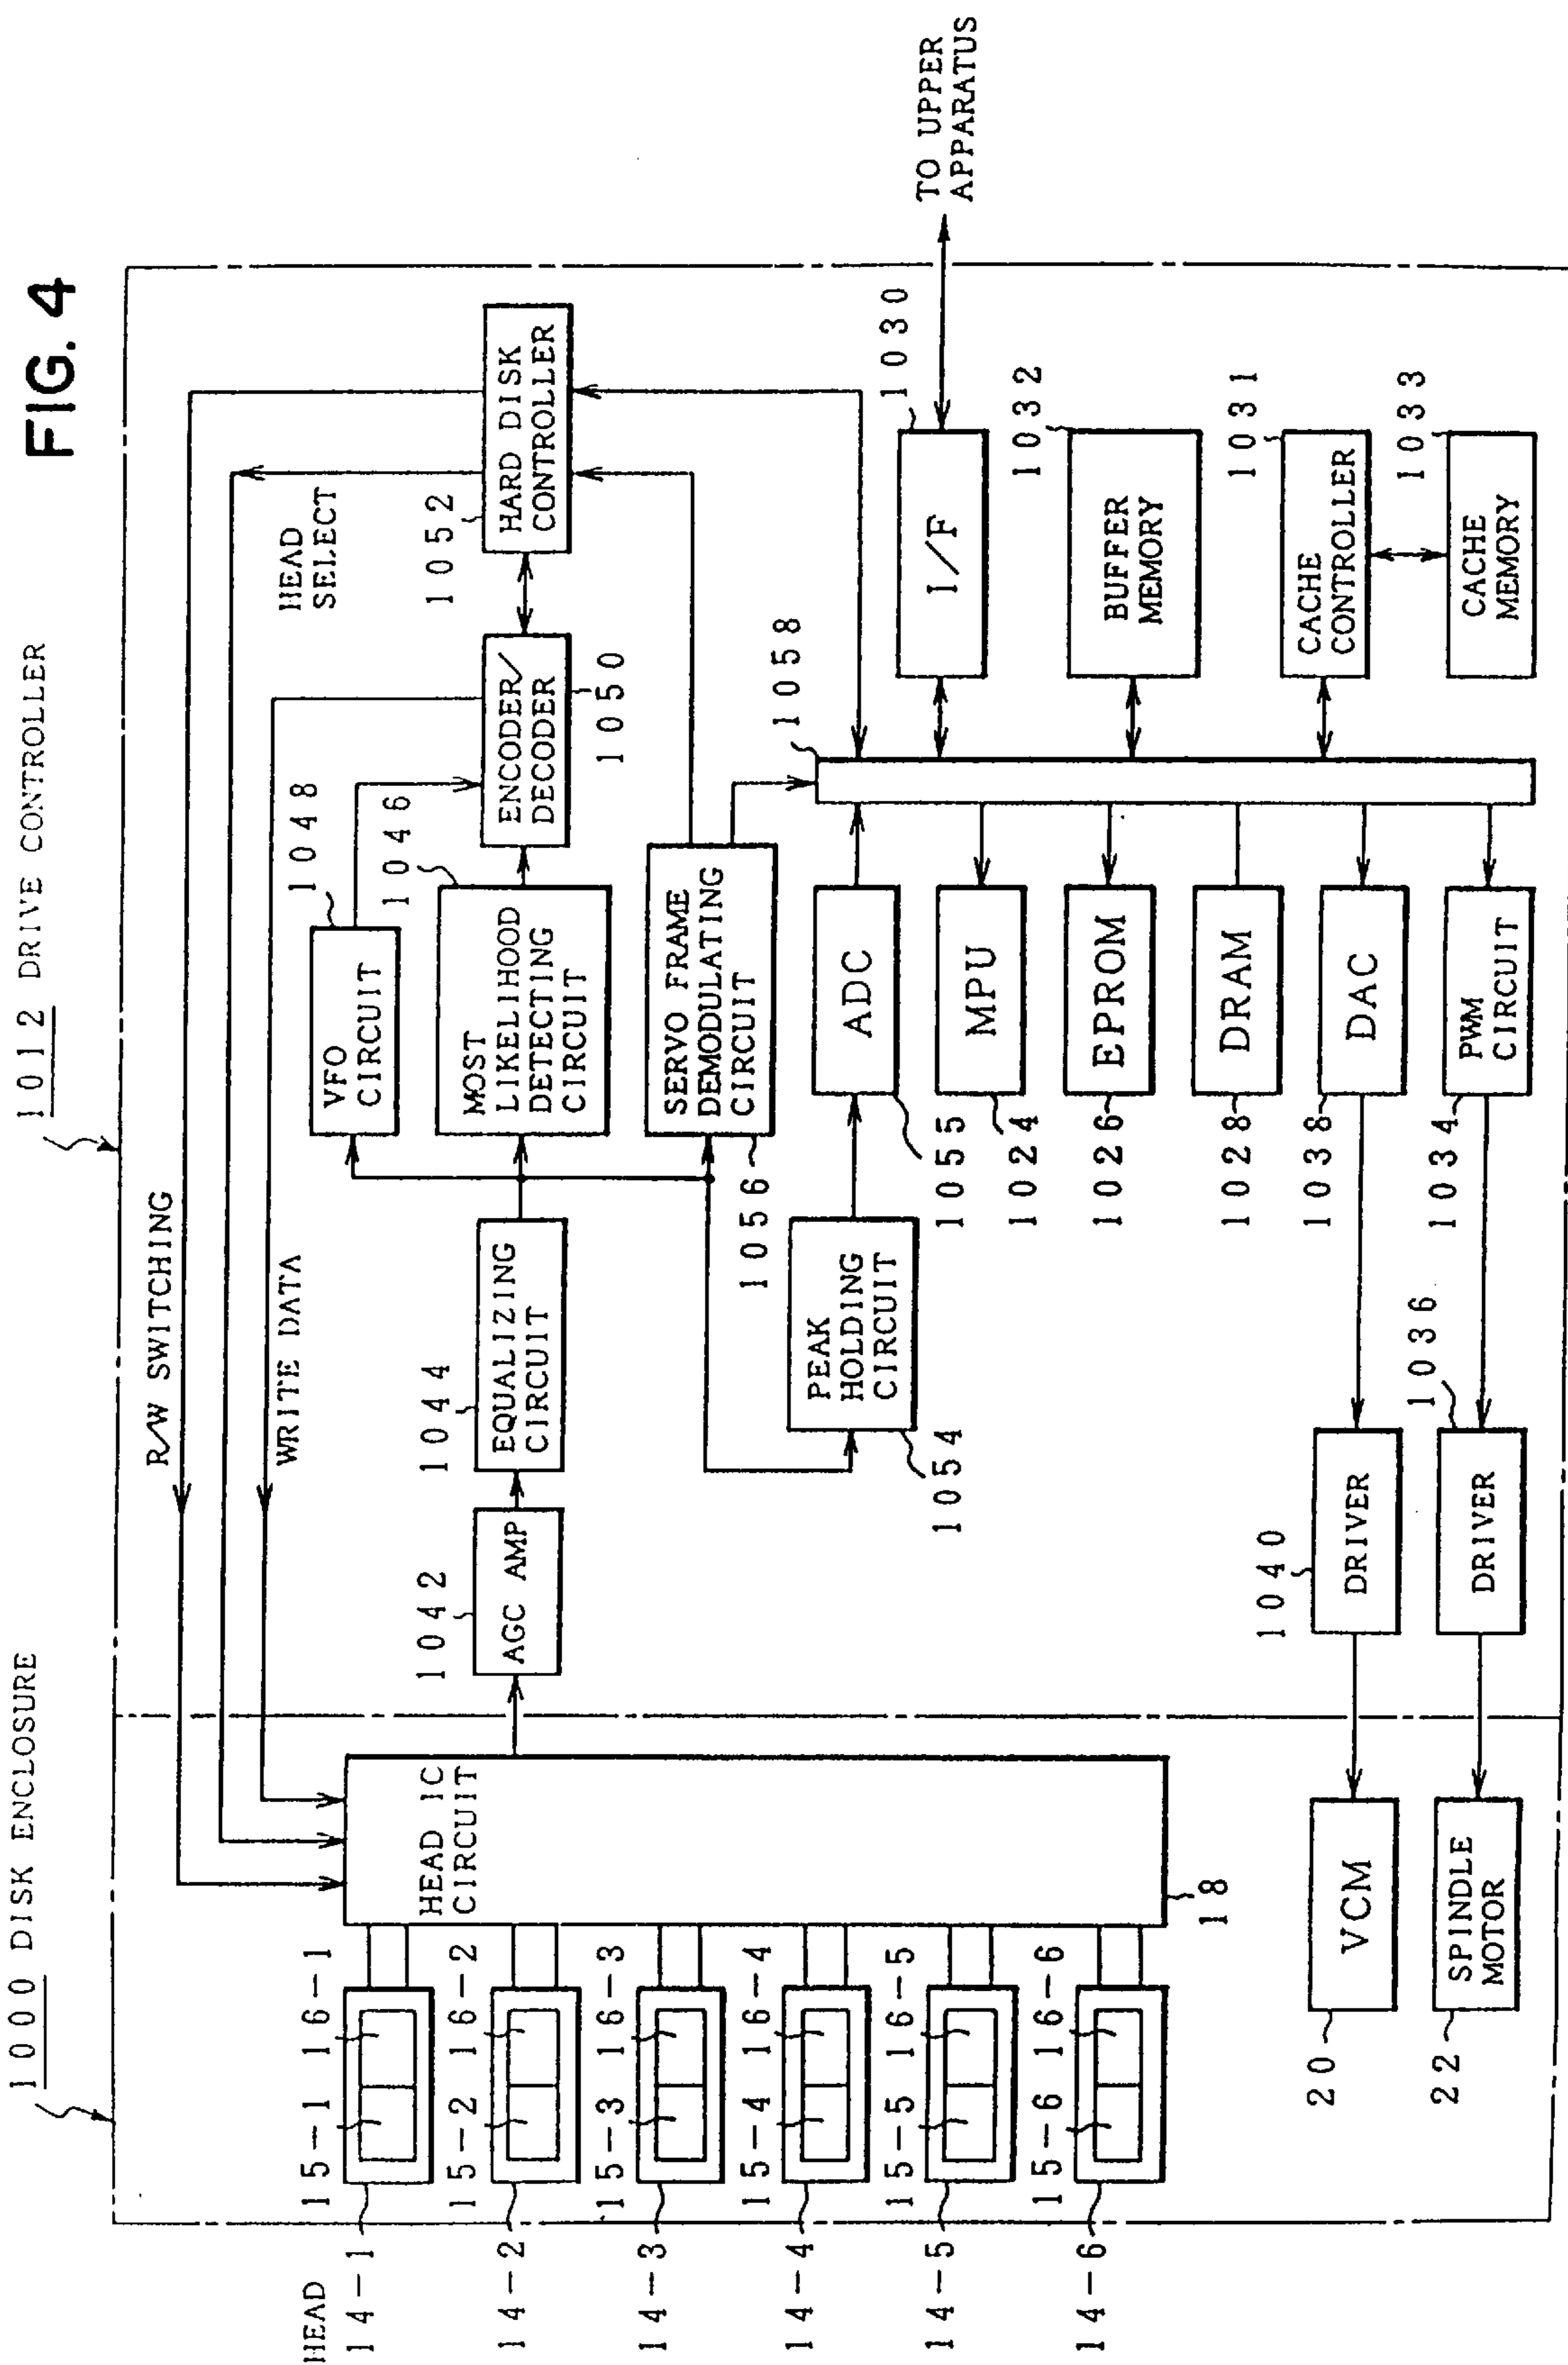 FIG. 4
1000 DISK ENCLOSURE
1012 DRIVE CONTROLLER
R/W SWITCHING
HEAD
SELECT
WRITE DATA
HEAD
14-1
15-1
16-1
14-2
15-2
16-2
14-3
15-3
16-3
14-4
15-4
16-4
14-5
15-5
16-5
14-6
15-6
16-6
HEAD IC
CIRCUIT
18
1042
AGC AMP
1044
EQUALIZING
CIRCUIT
VFO
CIRCUIT
1048
MOST
LIKELIHOOD
DETECTING
CIRCUIT
1046
ENCODER/
DECODER
1050
1052
HARD DISK
CONTROLLER
SERVO FRAME
DEMODULATING
CIRCUIT
1056
PEAK
HOLDING
CIRCUIT
1054
ADC
1055
MPU
1024
EPROM
1026
DRAM
1028
DAC
1038
PWM
CIRCUIT
1034
1058
I/F
1030
TO UPPER
APPARATUS
BUFFER
MEMORY
1032
CACHE
CONTROLLER
1031
CACHE
MEMORY
1033
1040
DRIVER
1036
DRIVER
VCM
20
SPINDLE
MOTOR
22